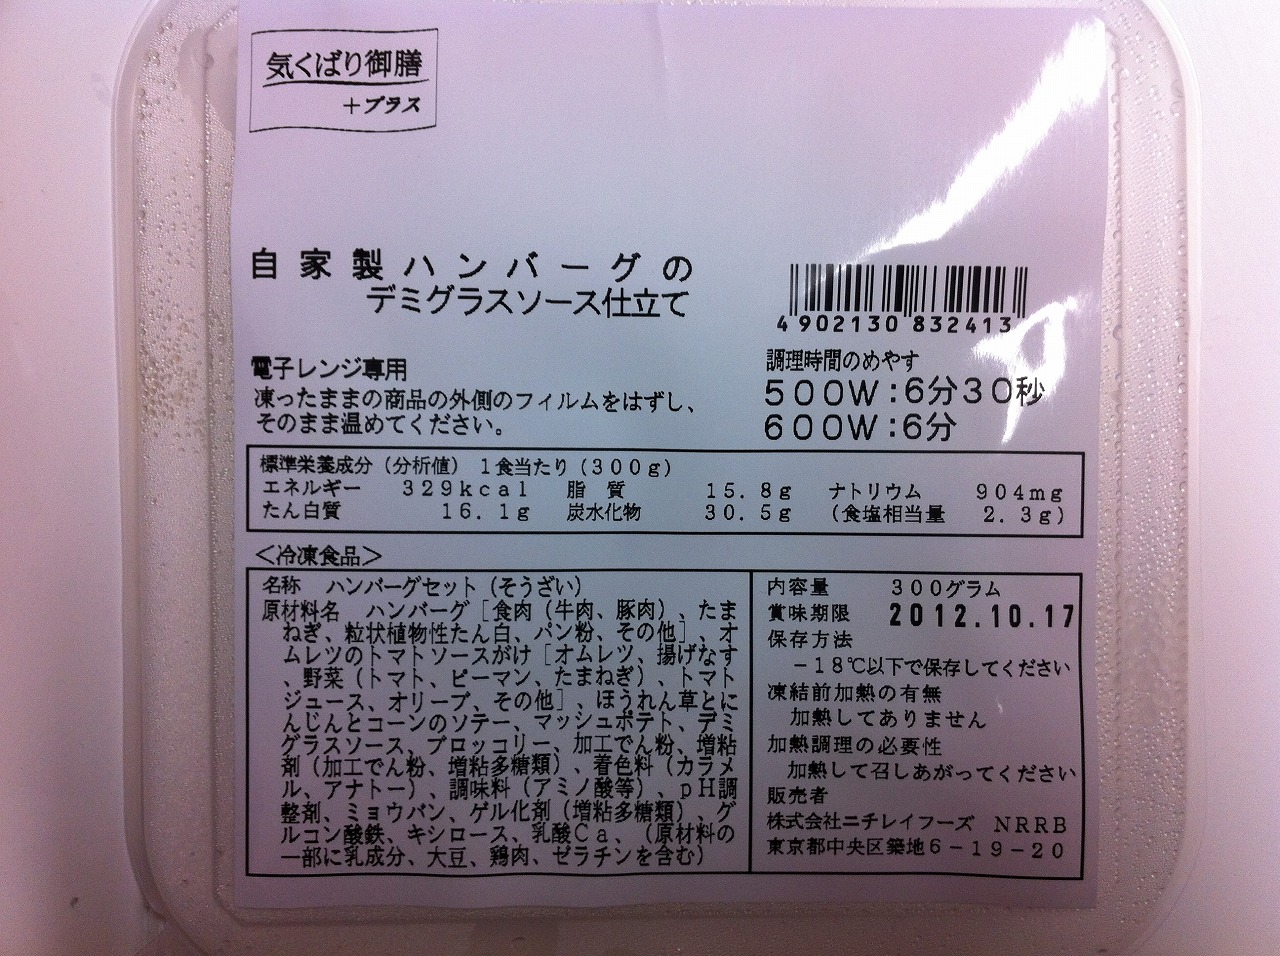 気くばり御膳
+プラス
自家製ハンバーグの
デミグラスソース仕立て
4 902130 832413
電子レンジ専用
凍ったままの商品の外側のフィルムをはずし、
そのまま温めてください。
調理時間のめやす
500W:6分30秒
600W:6分
標準栄養成分（分析値） 1食当たり（300g）
エネルギー 329kcal 脂質 15.8g ナトリウム 904mg
たん白質 16.1g 炭水化物 30.5g （食塩相当量 2.3g）
＜冷凍食品＞
名称 ハンバーグセット（そうざい）
原材料名 ハンバーグ［食肉（牛肉、豚肉）、たま
ねぎ、粒状植物性たん白、パン粉、その他］、オ
ムレツのトマトソースがけ［オムレツ、揚げなす
、野菜（トマト、ピーマン、たまねぎ）、トマト
ジュース、オリーブ、その他］、ほうれん草とに
んじんとコーンのソテー、マッシュポテト、デミ
グラスソース、ブロッコリー、加工でん粉、増粘
剤（加工でん粉、増粘多糖類）、着色料（カラメ
ル、アナトー）、調味料（アミノ酸等）、pH調
整剤、ミョウバン、ゲル化剤（増粘多糖類）、グ
ルコン酸鉄、キシロース、乳酸Ca、（原材料の
一部に乳成分、大豆、鶏肉、ゼラチンを含む）
内容量 300グラム
賞味期限 2012.10.17
保存方法
－18℃以下で保存してください
凍結前加熱の有無
加熱してありません
加熱調理の必要性
加熱して召しあがってください
販売者
株式会社ニチレイフーズ NRRB
東京都中央区築地6－19－20